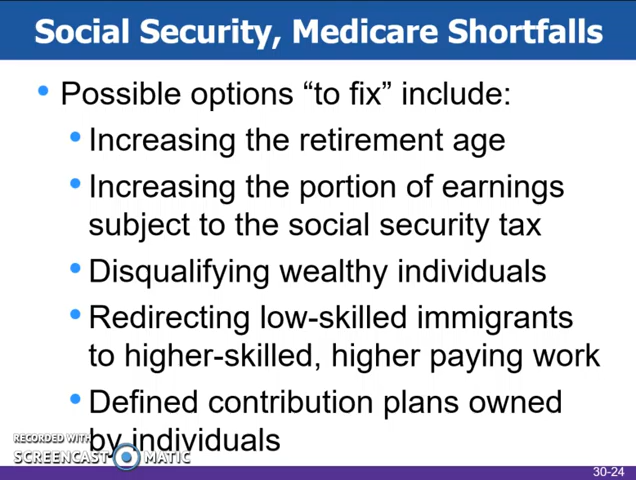 Social Security, Medicare Shortfalls
• Possible options “to fix” include:
• Increasing the retirement age
• Increasing the portion of earnings
subject to the social security tax
• Disqualifying wealthy individuals
• Redirecting low-skilled immigrants
to higher-skilled, higher paying work
• Defined contribution plans owned
by individuals
RECORDED WITH
SCREENCAST MATIC
30-24